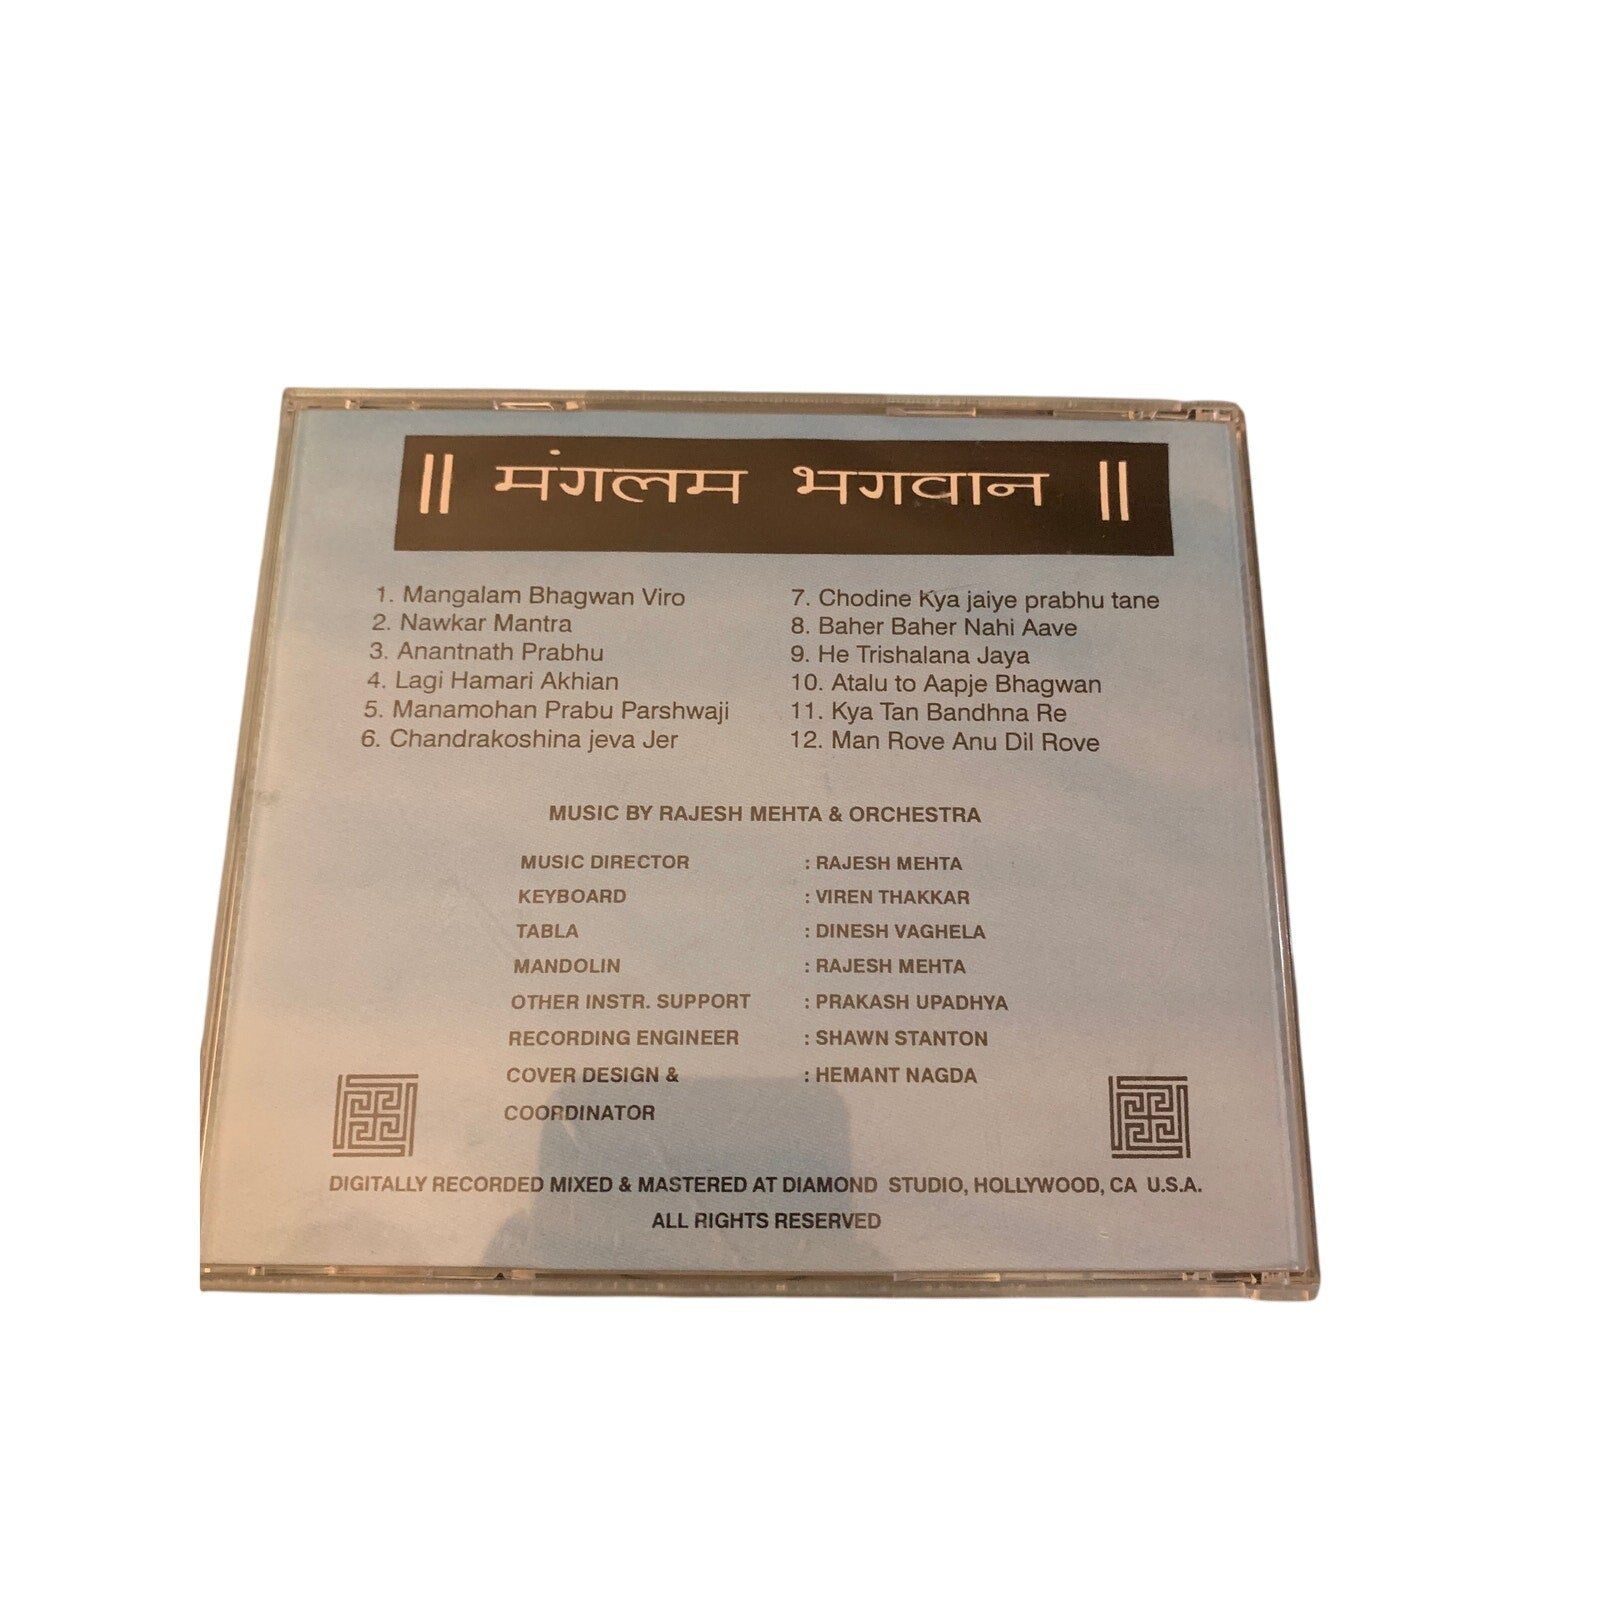 || मंगलम भगवान ||
1. Mangalam Bhagwan Viro
2. Nawkar Mantra
3. Anantnath Prabhu
4. Lagi Hamari Akhian
5. Manamohan Prabu Parshwaji
6. Chandrakoshina jeva Jer
7. Chodine Kya jaiye prabhu tane
8. Baher Baher Nahi Aave
9. He Trishalana Jaya
10. Atalu to Aapje Bhagwan
11. Kya Tan Bandhna Re
12. Man Rove Anu Dil Rove
MUSIC BY RAJESH MEHTA & ORCHESTRA
MUSIC DIRECTOR : RAJESH MEHTA
KEYBOARD : VIREN THAKKAR
TABLA : DINESH VAGHELA
MANDOLIN : RAJESH MEHTA
OTHER INSTR. SUPPORT : PRAKASH UPADHYA
RECORDING ENGINEER : SHAWN STANTON
COVER DESIGN & : HEMANT NAGDA
COORDINATOR
DIGITALLY RECORDED MIXED & MASTERED AT DIAMOND STUDIO, HOLLYWOOD, CA U.S.A.
ALL RIGHTS RESERVED